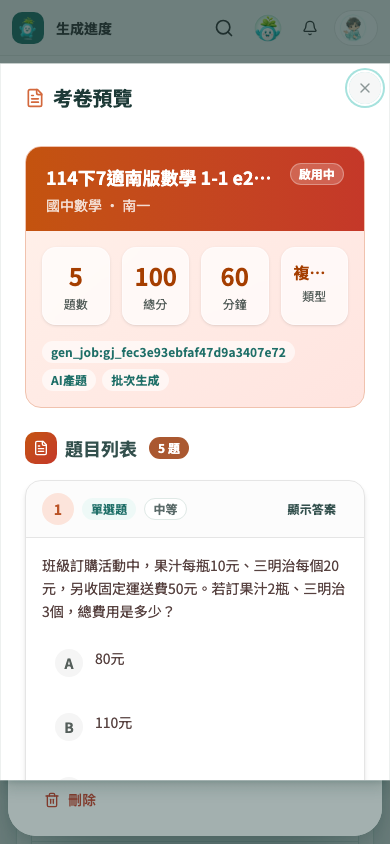 生成進度
考卷預覽
114下7適南版數學 1-1 e2…
啟用中
國中數學 • 南一
5
題數
100
總分
60
分鐘
複…
類型
gen_job:gj_fec3e93ebfaf47d9a3407e72
AI產題
批次生成
題目列表
5 題
1
單選題
中等
顯示答案
班級訂購活動中，果汁每瓶10元、三明治每個20
元，另收固定運送費50元。若訂果汁2瓶、三明治
3個，總費用是多少？
A
80元
B
110元
刪除